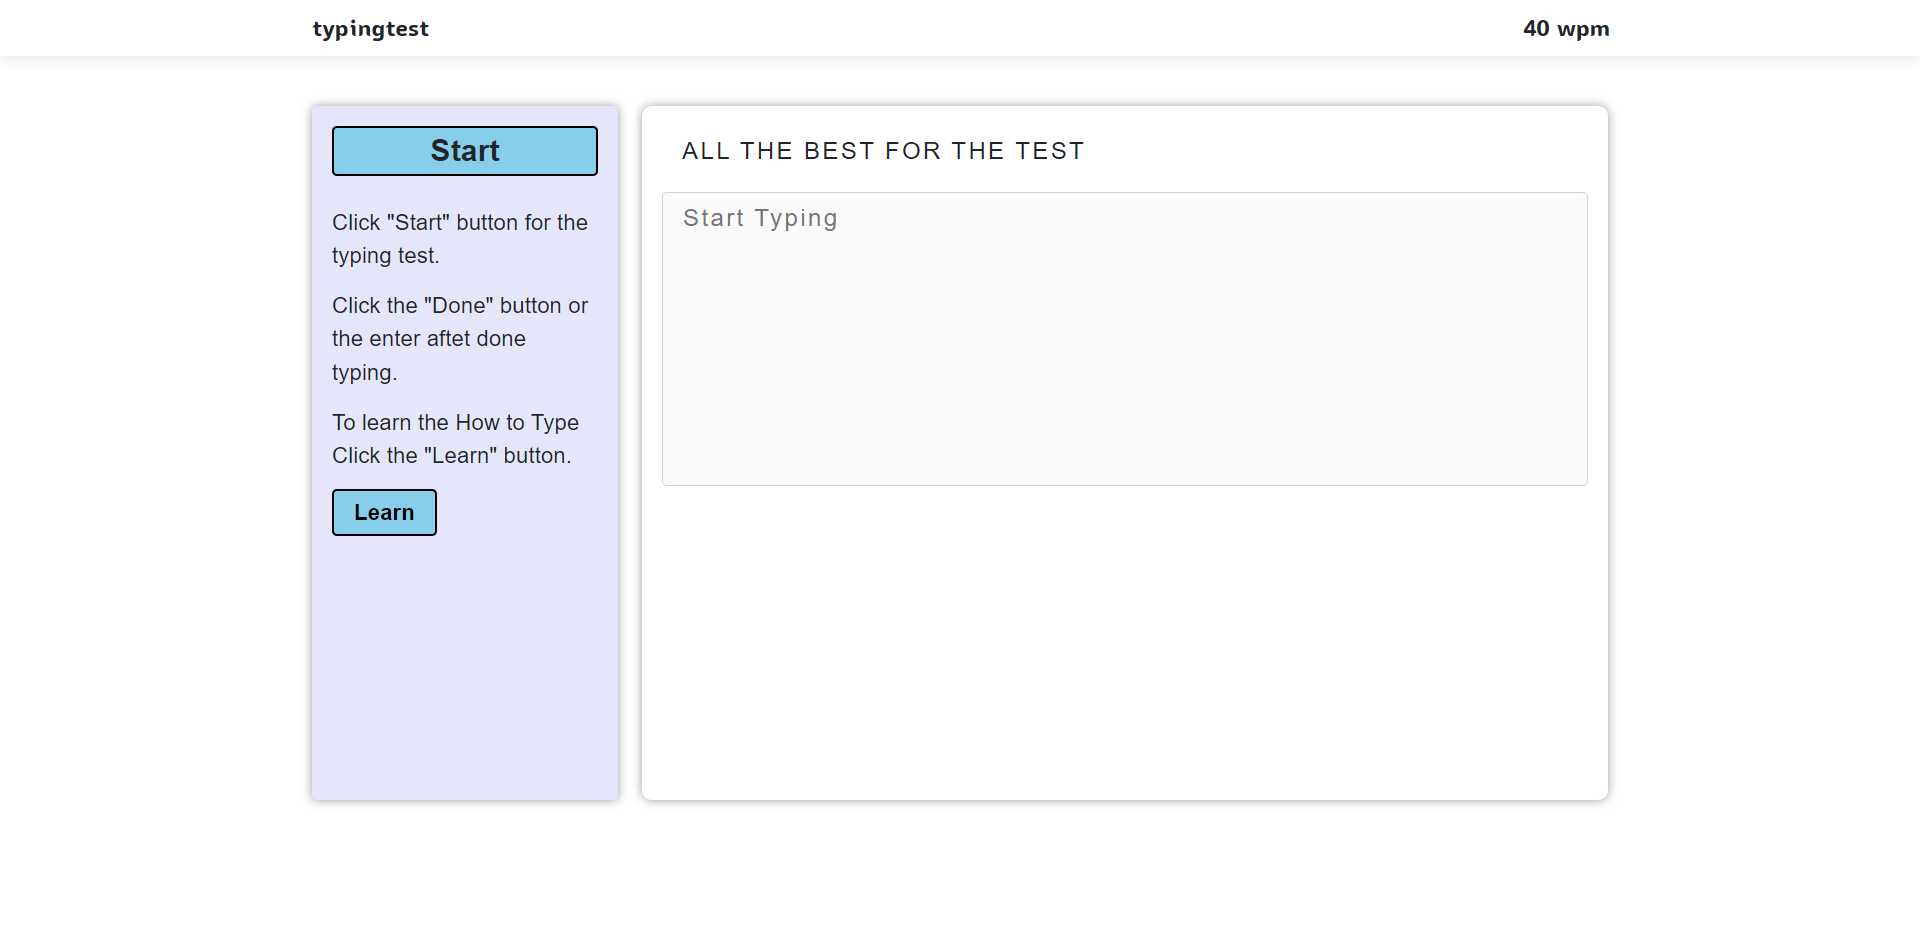 typingtest
40 wpm
Start
Click "Start" button for the
typing test.
Click the "Done" button or
the enter aftet done
typing.
To learn the How to Type
Click the "Learn" button.
Learn
ALL THE BEST FOR THE TEST
Start Typing